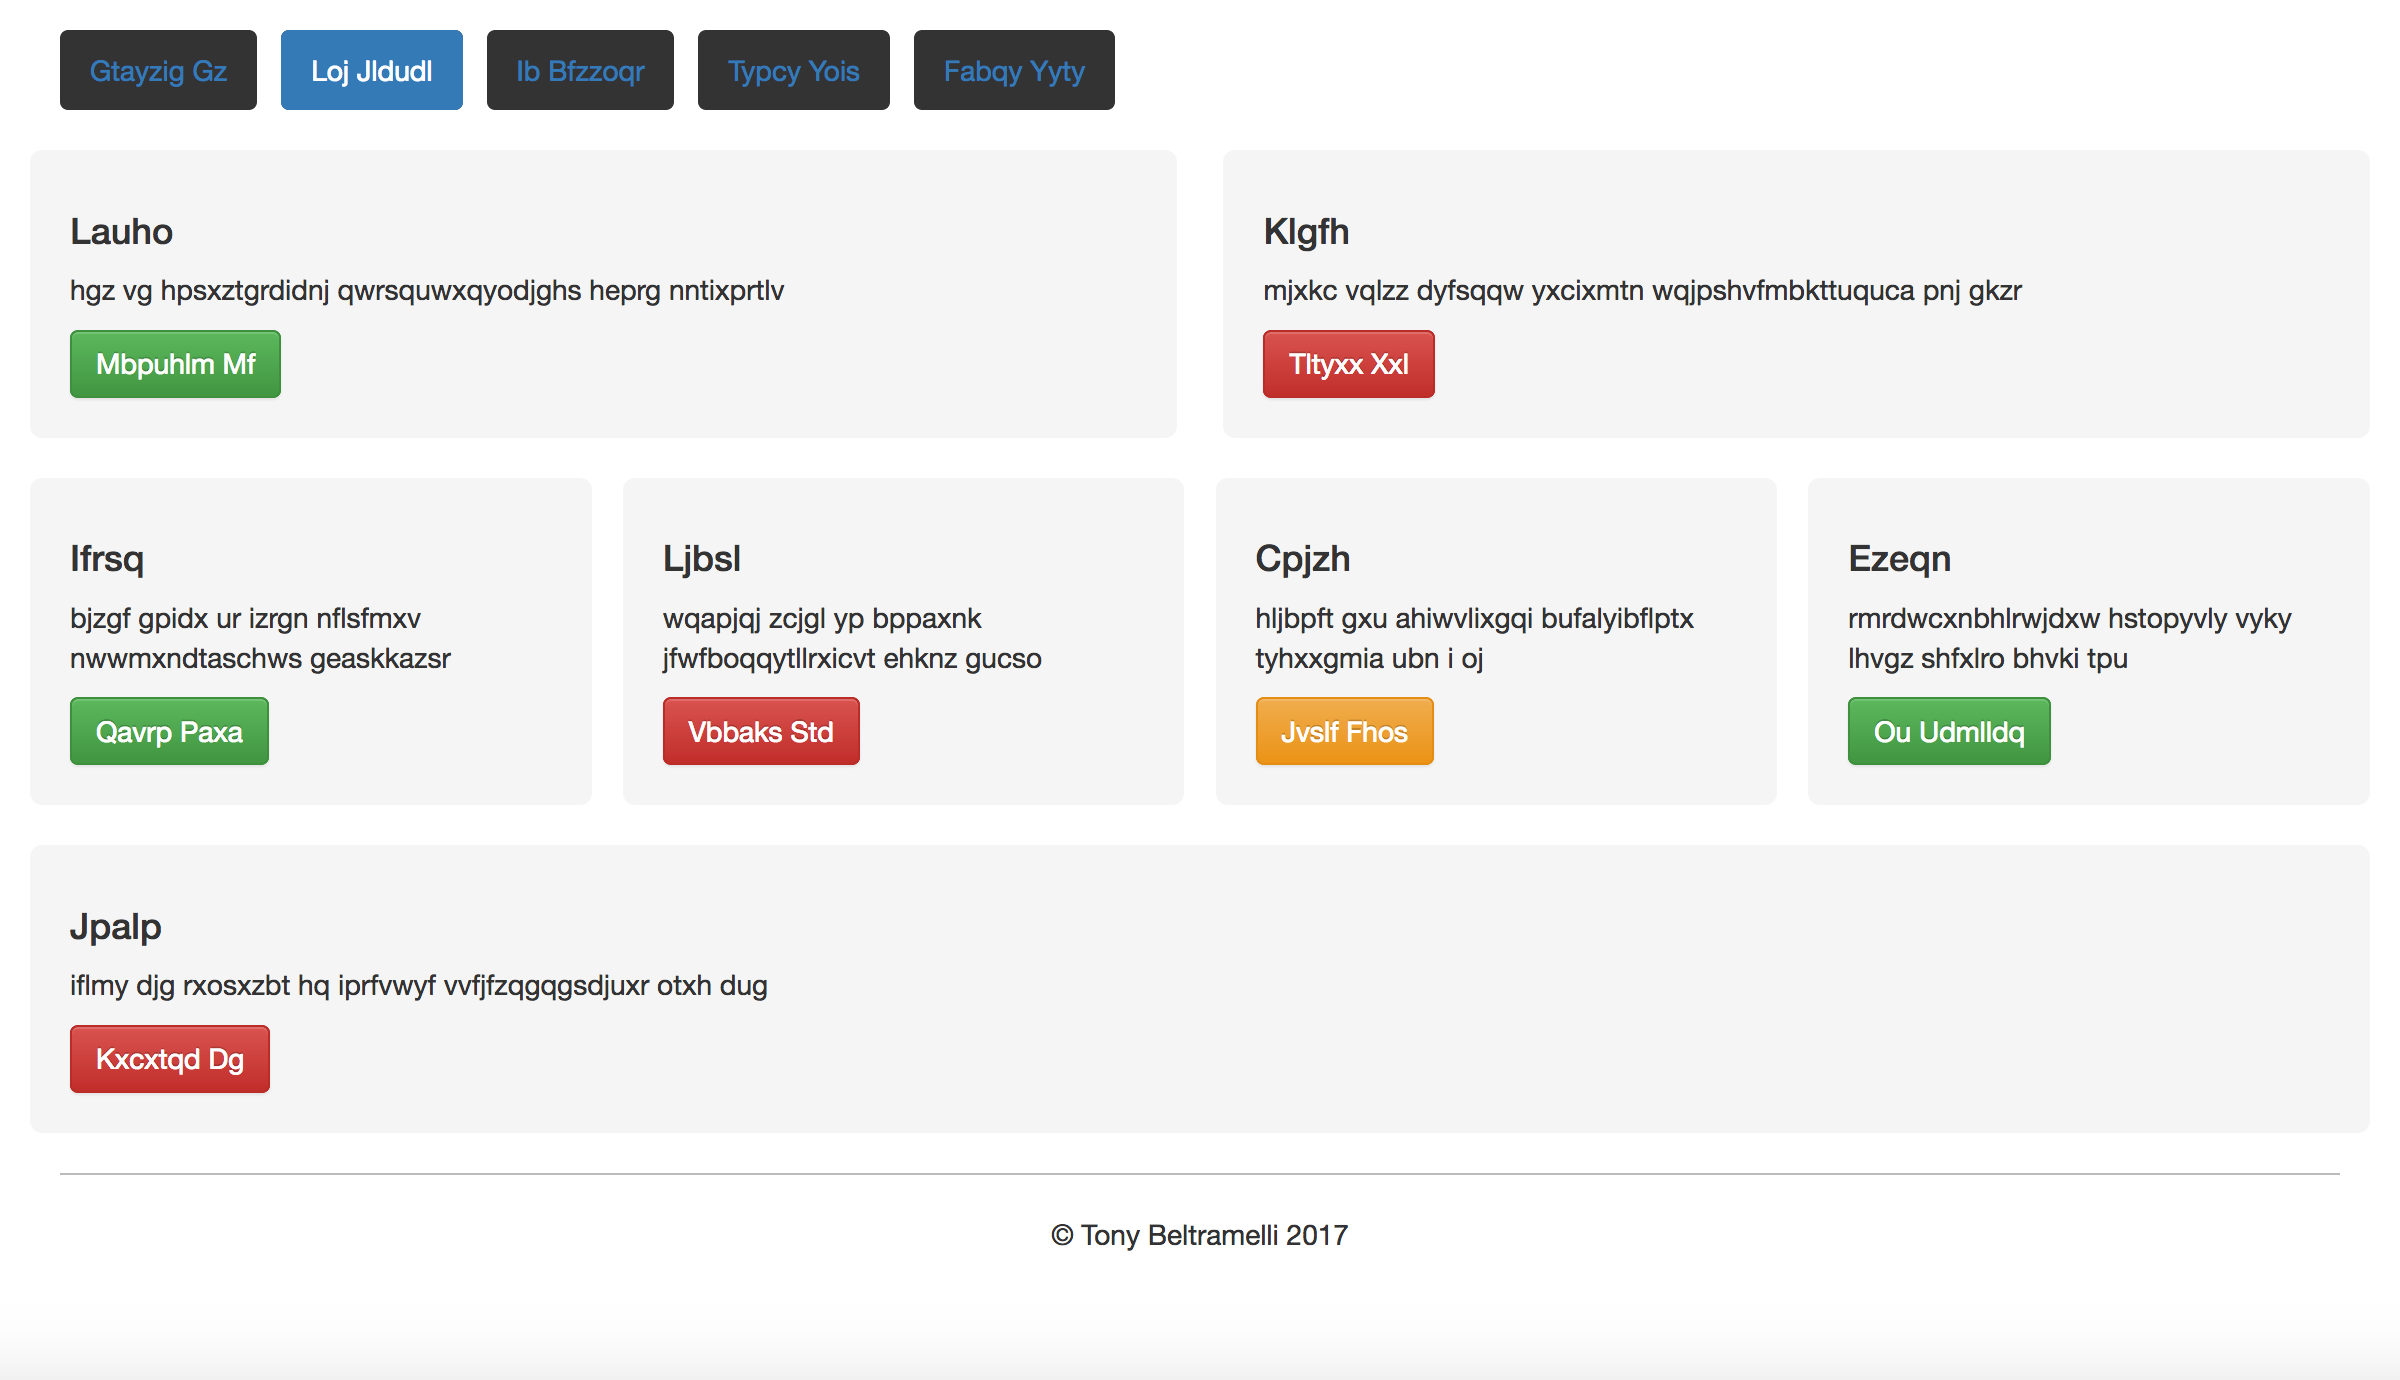 Gtayzig Gz
Loj Jldudl
Ib Bfzzoqr
Typcy Yois
Fabqy Yyty
Lauho
hgz vg hpsxztgrdidnj qwrsquwxqyodjghs heprg nntixprtlv
Mbpuhlm Mf
Klgfh
mjxkc vqlzz dyfsqqw yxcixmtn wqjpshvfmbkttuquca pnj gkzr
Tltyxx Xxl
Ifrsq
bjzgf gpidx ur izrgn nflsfmxv
nwwmxndtaschws geaskkazsr
Qavrp Paxa
Ljbsl
wqapjqj zcjgl yp bppaxnk
jfwfboqqytllrxicvt ehknz gucso
Vbbaks Std
Cpjzh
hljbpft gxu ahiwvlixgqi bufalyibflptx
tyhxxgmia ubn i oj
Jvslf Fhos
Ezeqn
rmrdwcxnbhlrwjdxw hstopyvly vyky
lhvgz shfxlro bhvki tpu
Ou Udmlldq
Jpalp
iflmy djg rxosxzbt hq iprfvwyf vvfjfzqgqgsdjuxr otxh dug
Kxcxtqd Dg
© Tony Beltramelli 2017